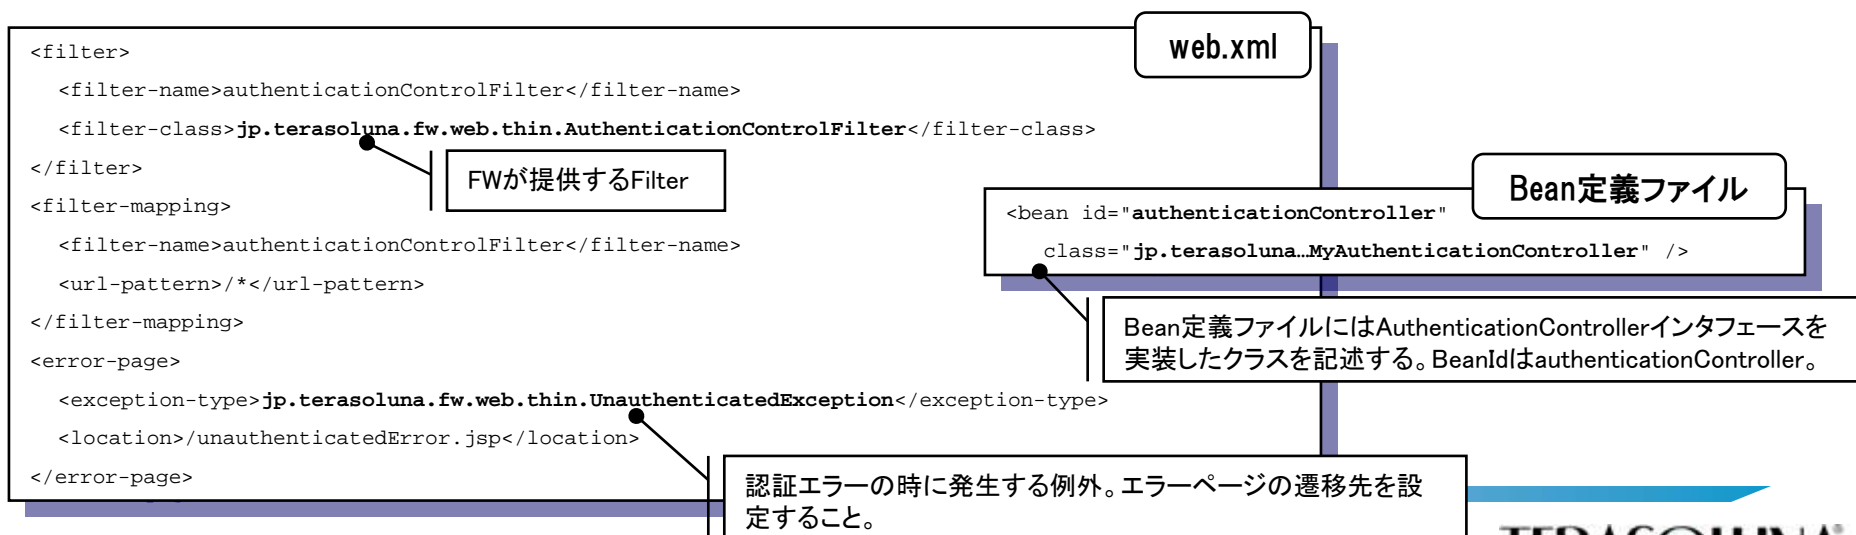 web.xml
<filter>
<filter-name>authenticationControlFilter</filter-name>
<filter-class>jp.terasoluna.fw.web.thin.AuthenticationControlFilter</filter-class>
</filter>
FWが提供するFilter
<filter-mapping>
<filter-name>authenticationControlFilter</filter-name>
<url-pattern>/*</url-pattern>
</filter-mapping>
<error-page>
<exception-type>jp.terasoluna.fw.web.thin.UnauthenticatedException</exception-type>
<location>/unauthenticatedError.jsp</location>
</error-page>
認証エラーの時に発生する例外。エラーページの遷移先を設
定すること。
Bean定義ファイル
<bean id="authenticationController"
class="jp.terasoluna…MyAuthenticationController" />
Bean定義ファイルにはAuthenticationControllerインタフェースを
実装したクラスを記述する。BeanIdはauthenticationController。
TERASOLUNA